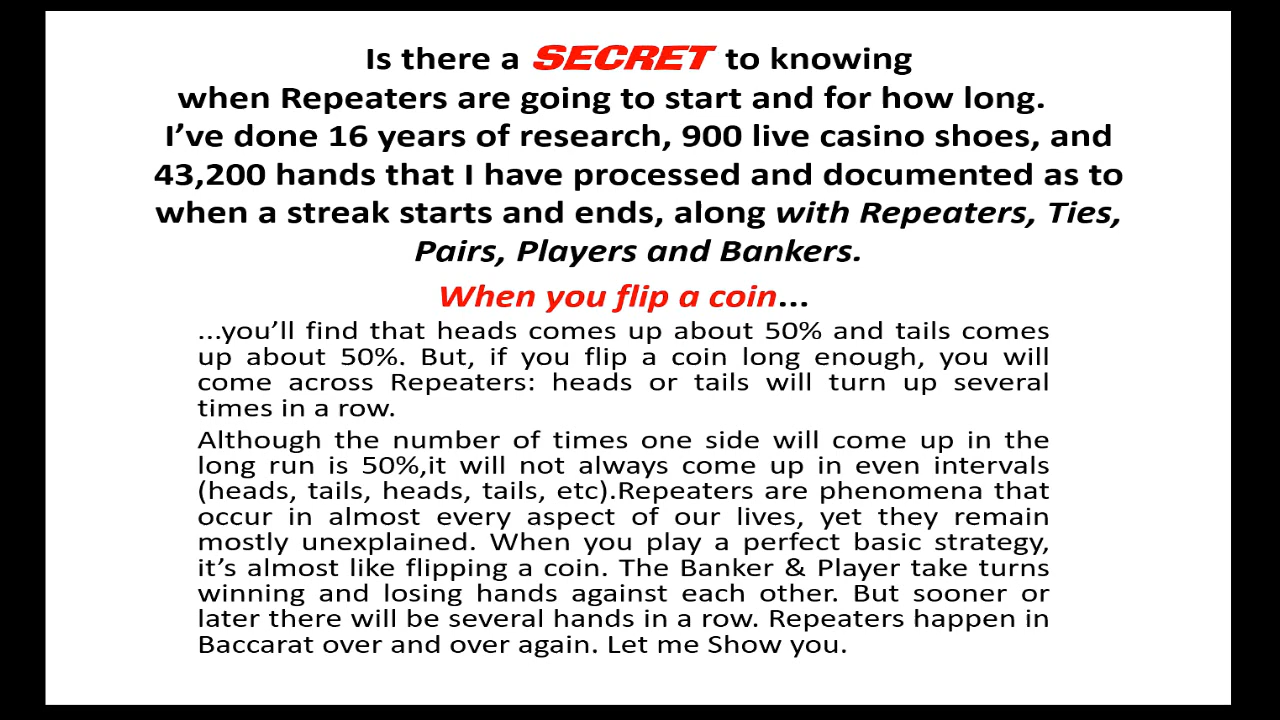 Is there a SECRET to knowing
when Repeaters are going to start and for how long.
I’ve done 16 years of research, 900 live casino shoes, and
43,200 hands that I have processed and documented as to
when a streak starts and ends, along with Repeaters, Ties,
Pairs, Players and Bankers.
When you flip a coin...
...you’ll find that heads comes up about 50% and tails comes
up about 50%. But, if you flip a coin long enough, you will
come across Repeaters: heads or tails will turn up several
times in a row.
Although the number of times one side will come up in the
long run is 50%,it will not always come up in even intervals
(heads, tails, heads, tails, etc).Repeaters are phenomena that
occur in almost every aspect of our lives, yet they remain
mostly unexplained. When you play a perfect basic strategy,
it’s almost like flipping a coin. The Banker & Player take turns
winning and losing hands against each other. But sooner or
later there will be several hands in a row. Repeaters happen in
Baccarat over and over again. Let me Show you.